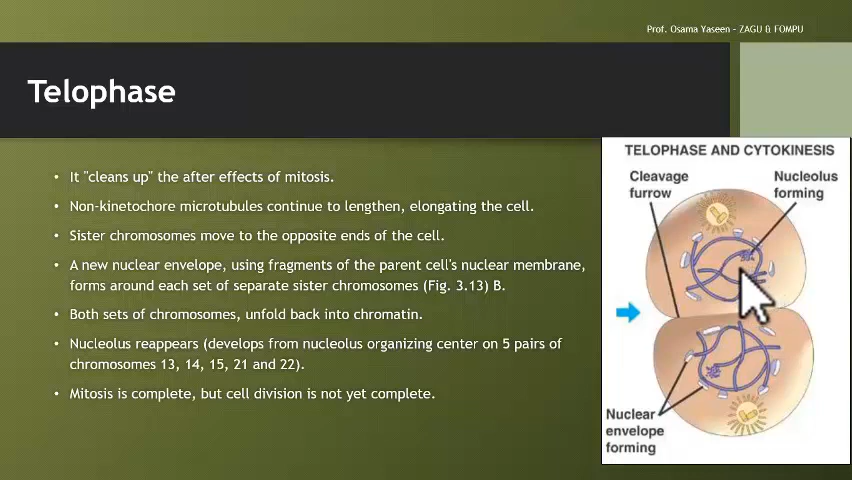 Prof. Osama Yaseen – ZAGU & FOMPU
Telophase
• It "cleans up" the after effects of mitosis.
• Non-kinetochore microtubules continue to lengthen, elongating the cell.
• Sister chromosomes move to the opposite ends of the cell.
• A new nuclear envelope, using fragments of the parent cell's nuclear membrane,
forms around each set of separate sister chromosomes (Fig. 3.13) B.
• Both sets of chromosomes, unfold back into chromatin.
• Nucleolus reappears (develops from nucleolus organizing center on 5 pairs of
chromosomes 13, 14, 15, 21 and 22).
• Mitosis is complete, but cell division is not yet complete.
TELOPHASE AND CYTOKINESIS
Cleavage
furrow
Nucleolus
forming
Nuclear
envelope
forming